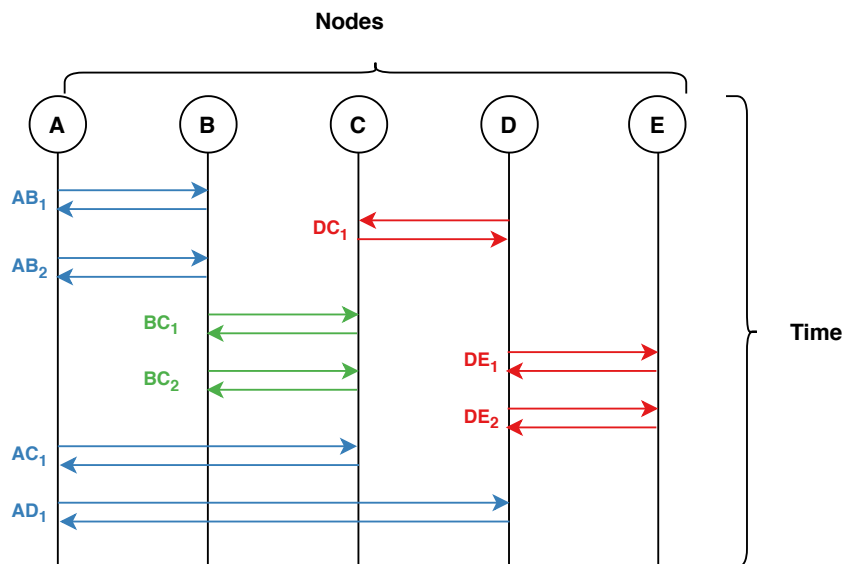 Nodes
A B C D E
AB1
DC1
AB2
BC1
Time
DE1
BC2
DE2
AC1
AD1